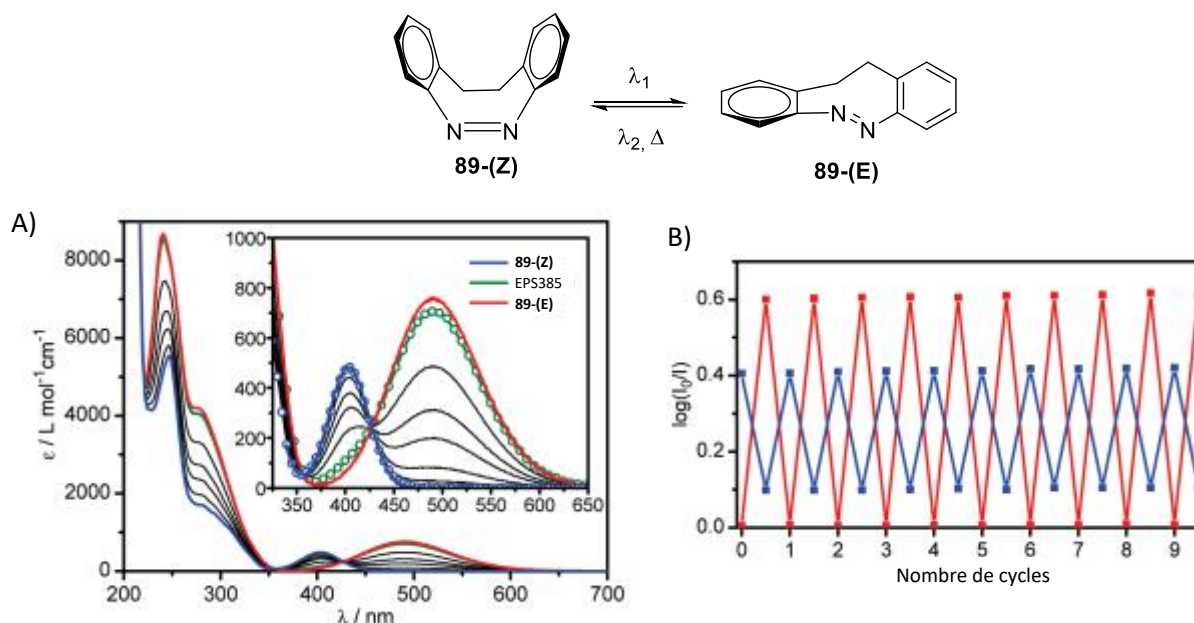 λ1
N N
λ2, Δ
N N
89-(Z)
89-(E)
A)
B)
8000
6000
4000
2000
0
ε / L mol-1cm-1
1000
800
600
400
200
0
89-(Z)
EPS385
89-(E)
350 400 450 500 550 600 650
200 300 400 500 600 700
λ / nm
0.6
0.4
0.2
0.0
log(I0/I)
0 1 2 3 4 5 6 7 8 9
Nombre de cycles